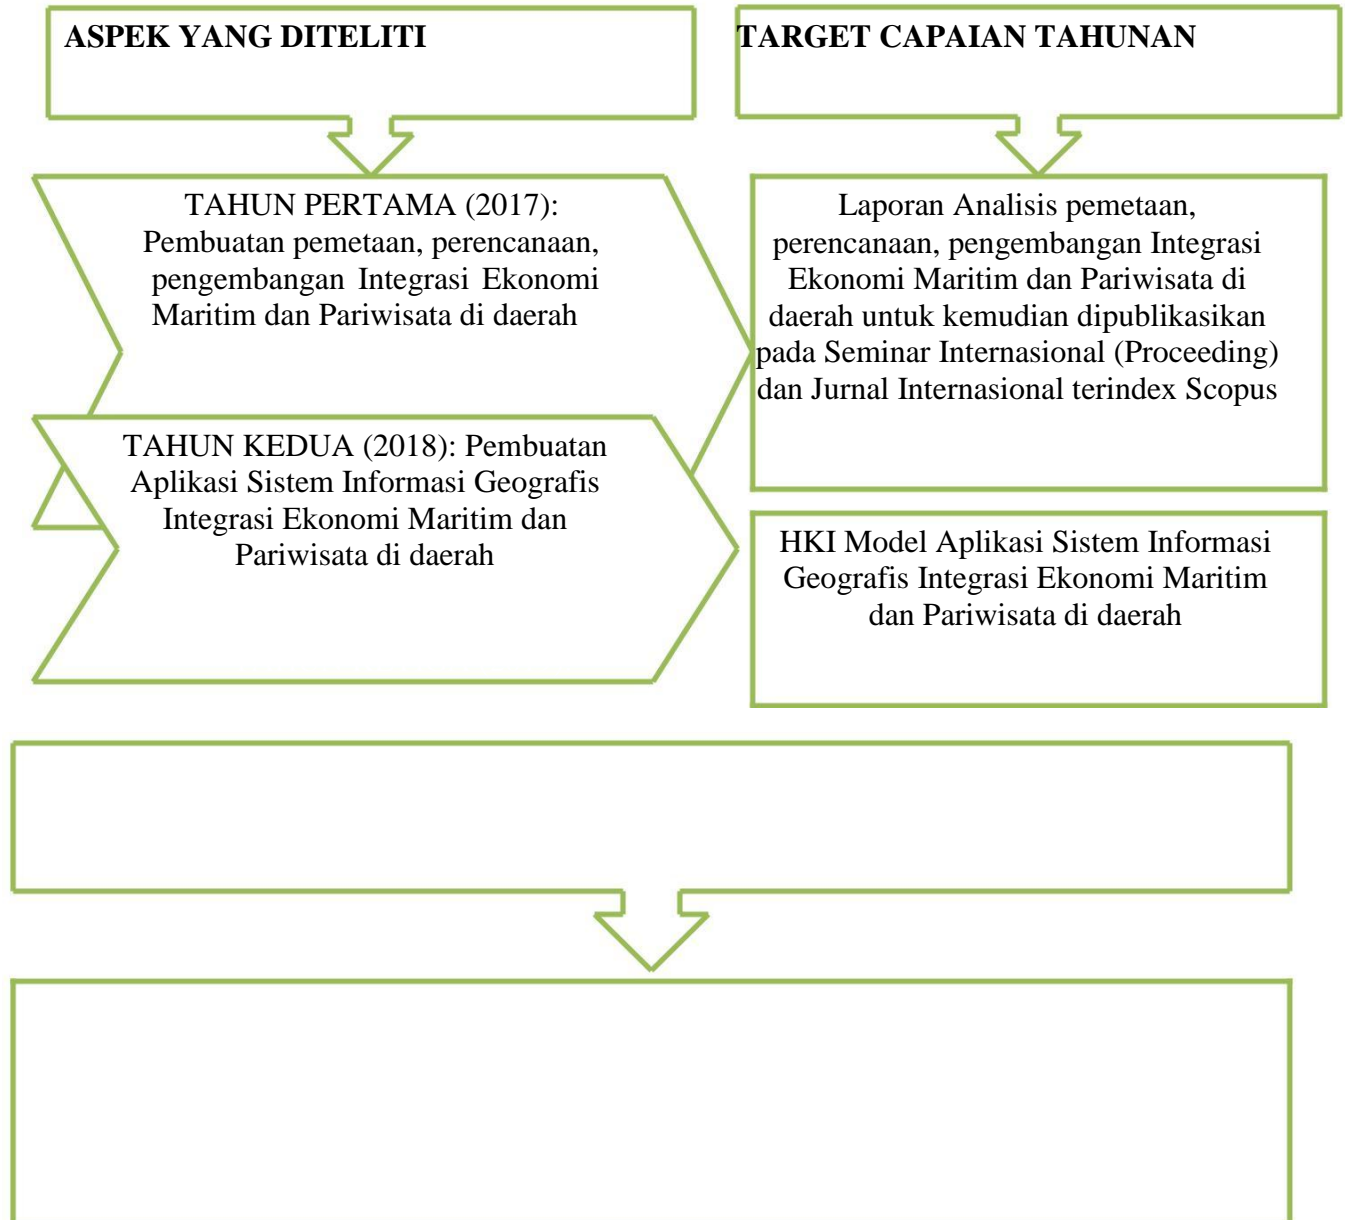 ASPEK YANG DITELITI
TARGET CAPAIAN TAHUNAN
TAHUN PERTAMA (2017):
Pembuatan pemetaan, perencanaan,
pengembangan Integrasi Ekonomi
Maritim dan Pariwisata di daerah
Laporan Analisis pemetaan,
perencanaan, pengembangan Integrasi
Ekonomi Maritim dan Pariwisata di
daerah untuk kemudian dipublikasikan
pada Seminar Internasional (Proceeding)
dan Jurnal Internasional terindex Scopus
TAHUN KEDUA (2018): Pembuatan
Aplikasi Sistem Informasi Geografis
Integrasi Ekonomi Maritim dan
Pariwisata di daerah
HKI Model Aplikasi Sistem Informasi
Geografis Integrasi Ekonomi Maritim
dan Pariwisata di daerah